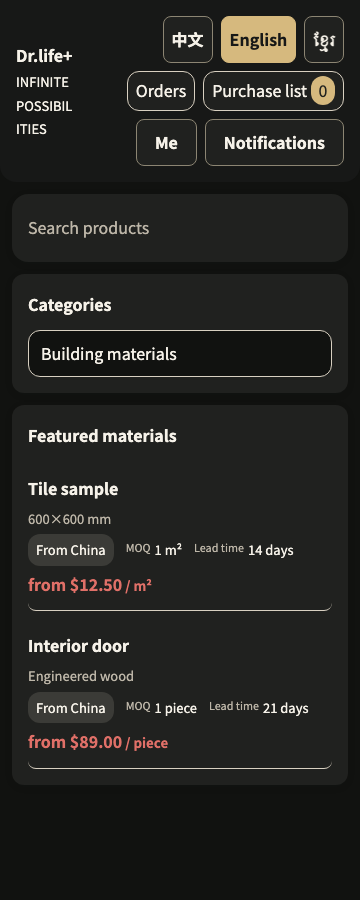 Dr.life+
INFINITE
POSSIBIL
ITIES
中文
English
ខ្មែរ
Orders
Purchase list 0
Me
Notifications
Search products
Categories
Building materials
Featured materials
Tile sample
600×600 mm
From China MOQ 1 m² Lead time 14 days
from $12.50 / m²
Interior door
Engineered wood
From China MOQ 1 piece Lead time 21 days
from $89.00 / piece